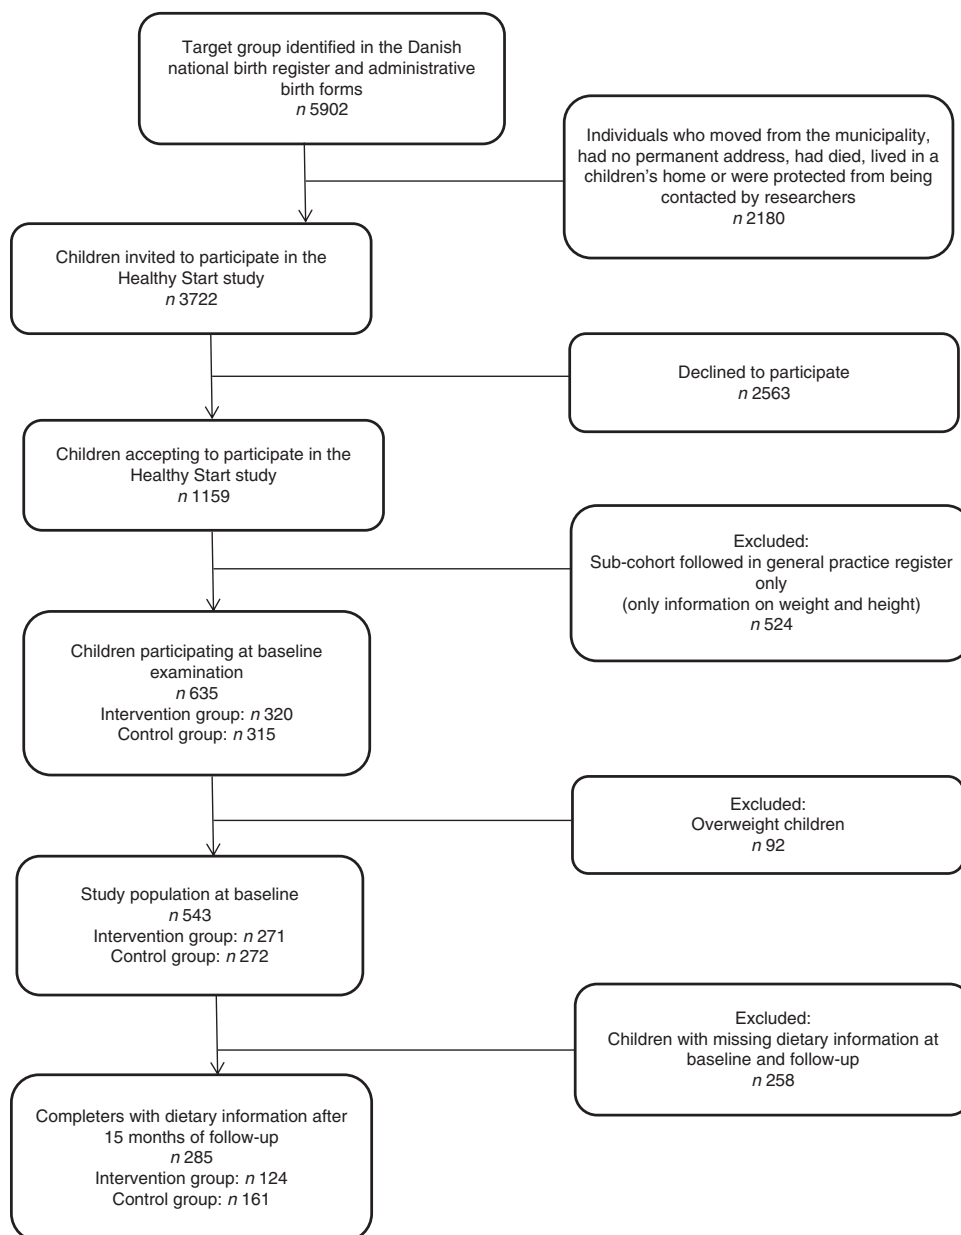 Target group identified in the Danish
national birth register and administrative
birth forms
n 5902
Individuals who moved from the municipality,
had no permanent address, had died, lived in a
children's home or were protected from being
contacted by researchers
n 2180
Children invited to participate in the
Healthy Start study
n 3722
Declined to participate
n 2563
Children accepting to participate in the
Healthy Start study
n 1159
Excluded:
Sub-cohort followed in general practice register
only
(only information on weight and height)
n 524
Children participating at baseline
examination
n 635
Intervention group: n 320
Control group: n 315
Excluded:
Overweight children
n 92
Study population at baseline
n 543
Intervention group: n 271
Control group: n 272
Excluded:
Children with missing dietary information at
baseline and follow-up
n 258
Completers with dietary information after
15 months of follow-up
n 285
Intervention group: n 124
Control group: n 161